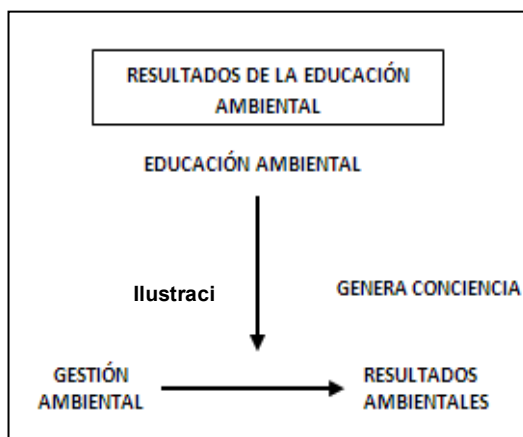 RESULTADOS DE LA EDUCACIÓN
AMBIENTAL
EDUCACIÓN AMBIENTAL
Ilustraci
GENERA CONCIENCIA
GESTIÓN
AMBIENTAL
RESULTADOS
AMBIENTALES